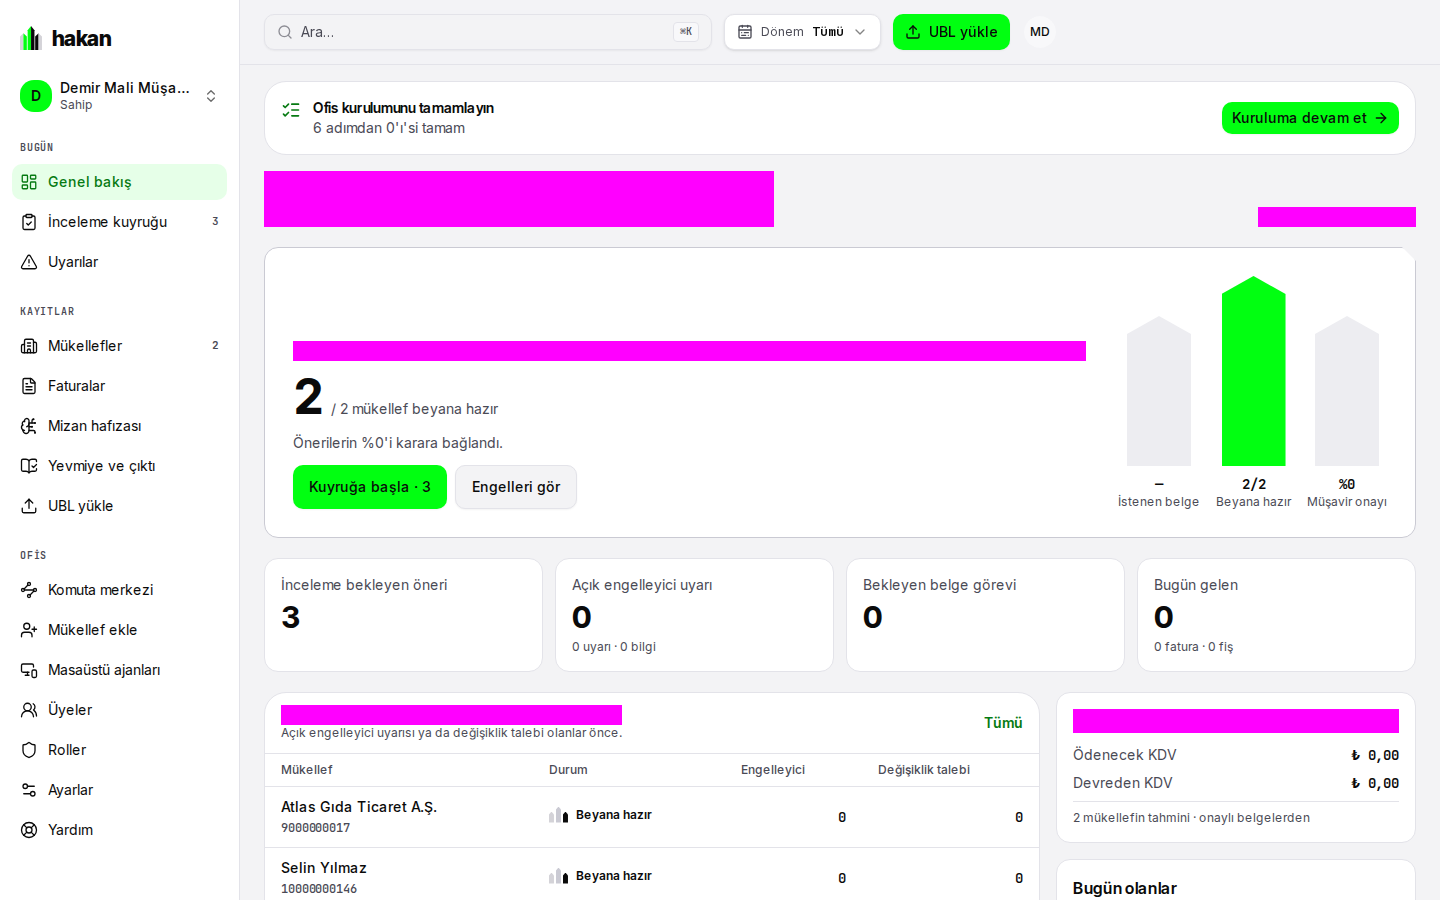 hakan
Ara...
⌘K
Dönem Tümü
UBL yükle
MD
D
Demir Mali Müşa...
Sahip
BUGÜN
Genel bakış
İnceleme kuyruğu 3
Uyarılar
KAYITLAR
Mükellefler 2
Faturalar
Mizan hafızası
Yevmiye ve çıktı
UBL yükle
OFİS
Komuta merkezi
Mükellef ekle
Masaüstü ajanları
Üyeler
Roller
Ayarlar
Yardım
Ofis kurulumunu tamamlayın
6 adımdan 0'ı'si tamam
Kuruluma devam et
2 / 2 mükellef beyana hazır
Önerilerin %0'i karara bağlandı.
Kuyruğa başla · 3
Engelleri gör
– 2/2 %0
İstenen belge Beyana hazır Müşavir onayı
İnceleme bekleyen öneri
3
Açık engelleyici uyarı
0
0 uyarı · 0 bilgi
Bekleyen belge görevi
0
Bugün gelen
0
0 fatura · 0 fiş
Açık engelleyici uyarısı ya da değişiklik talebi olanlar önce.
Tümü
Mükellef Durum Engelleyici Değişiklik talebi
Atlas Gıda Ticaret A.Ş.
9000000017
Beyana hazır 0 0
Selin Yılmaz
10000000146
Beyana hazır 0 0
Ödenecek KDV ₺ 0,00
Devreden KDV ₺ 0,00
2 mükellefin tahmini · onaylı belgelerden
Bugün olanlar